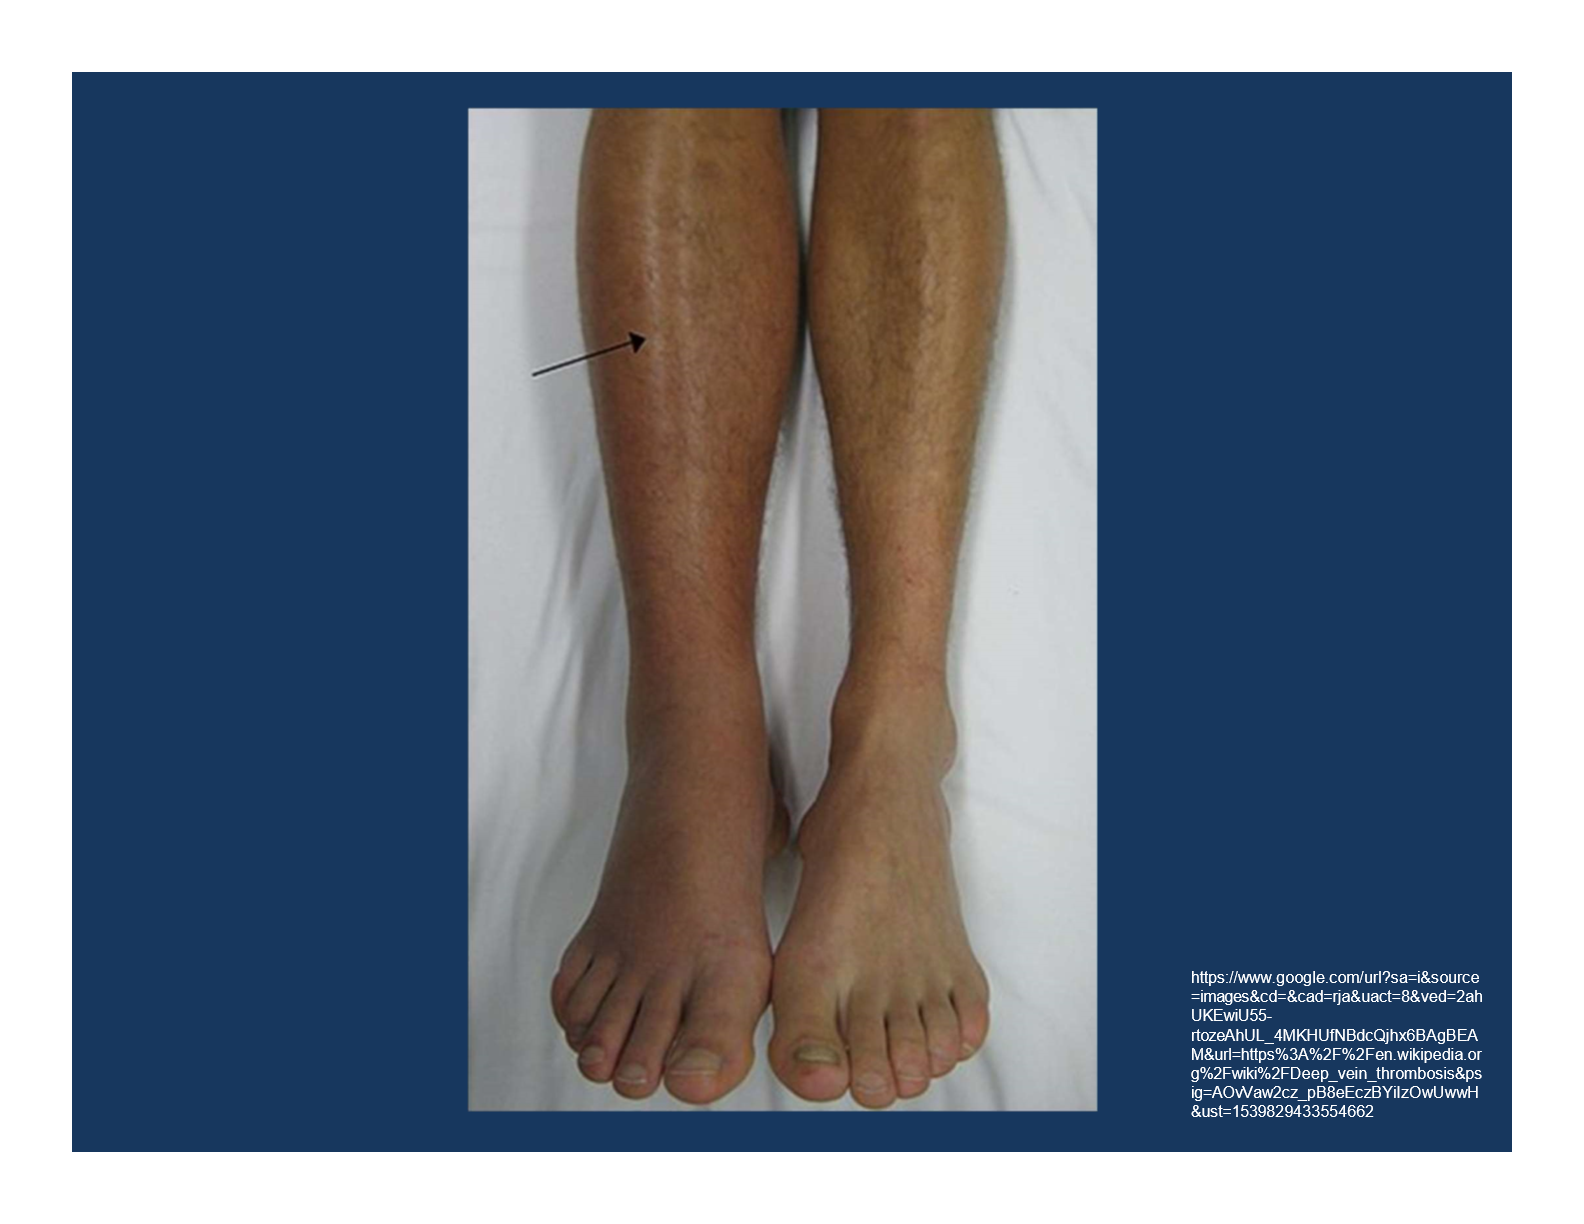 https://www.google.com/url?sa=i&source
=images&cd=&cad=rja&uact=8&ved=2ah
UKEwiU55-
rtozeAhUL_4MKHUfNBdcQjhx6BAgBEA
M&url=https%3A%2F%2Fen.wikipedia.or
g%2Fwiki%2FDeep_vein_thrombosis&ps
ig=AOvVaw2cz_pB8eEczBYiIzOwUwwH
&ust=1539829433554662